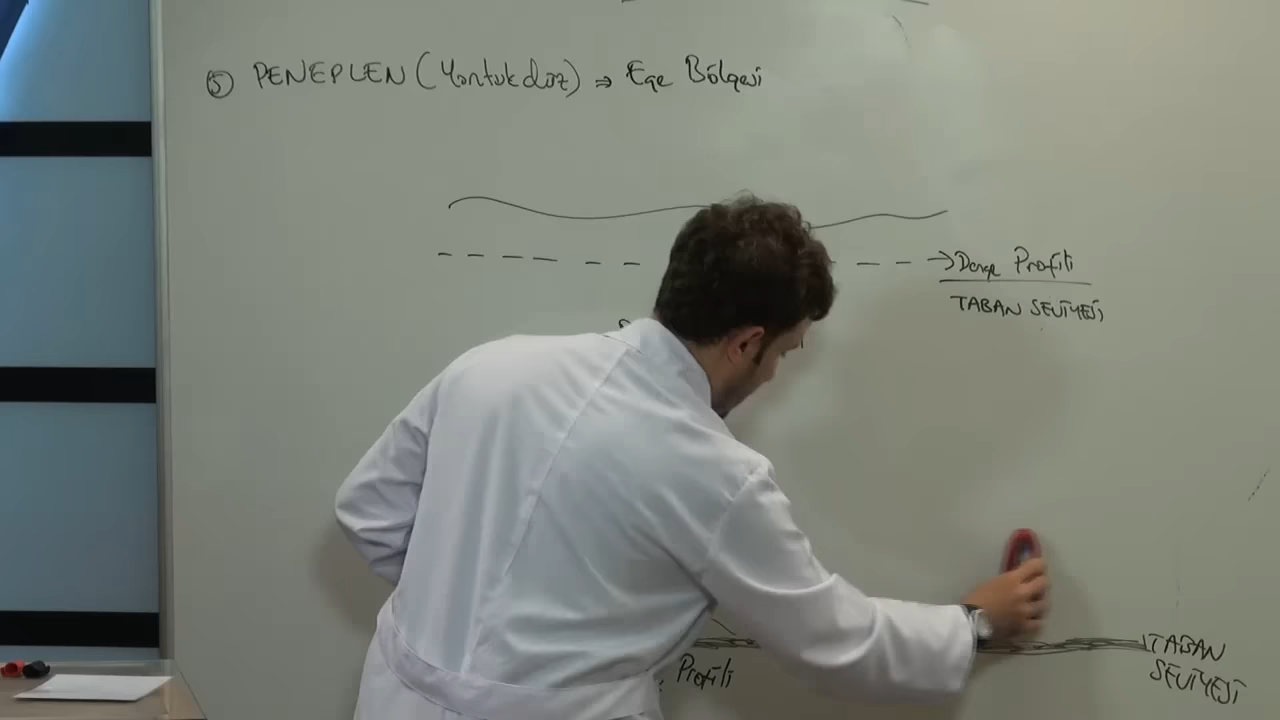 ⑤ PENEPLEN (Yontukdüz) ⇒ Ege Bölgesi
→ Denge Profili
TABAN SEVİYESİ
Profili
TABAN
SEVİYESİ